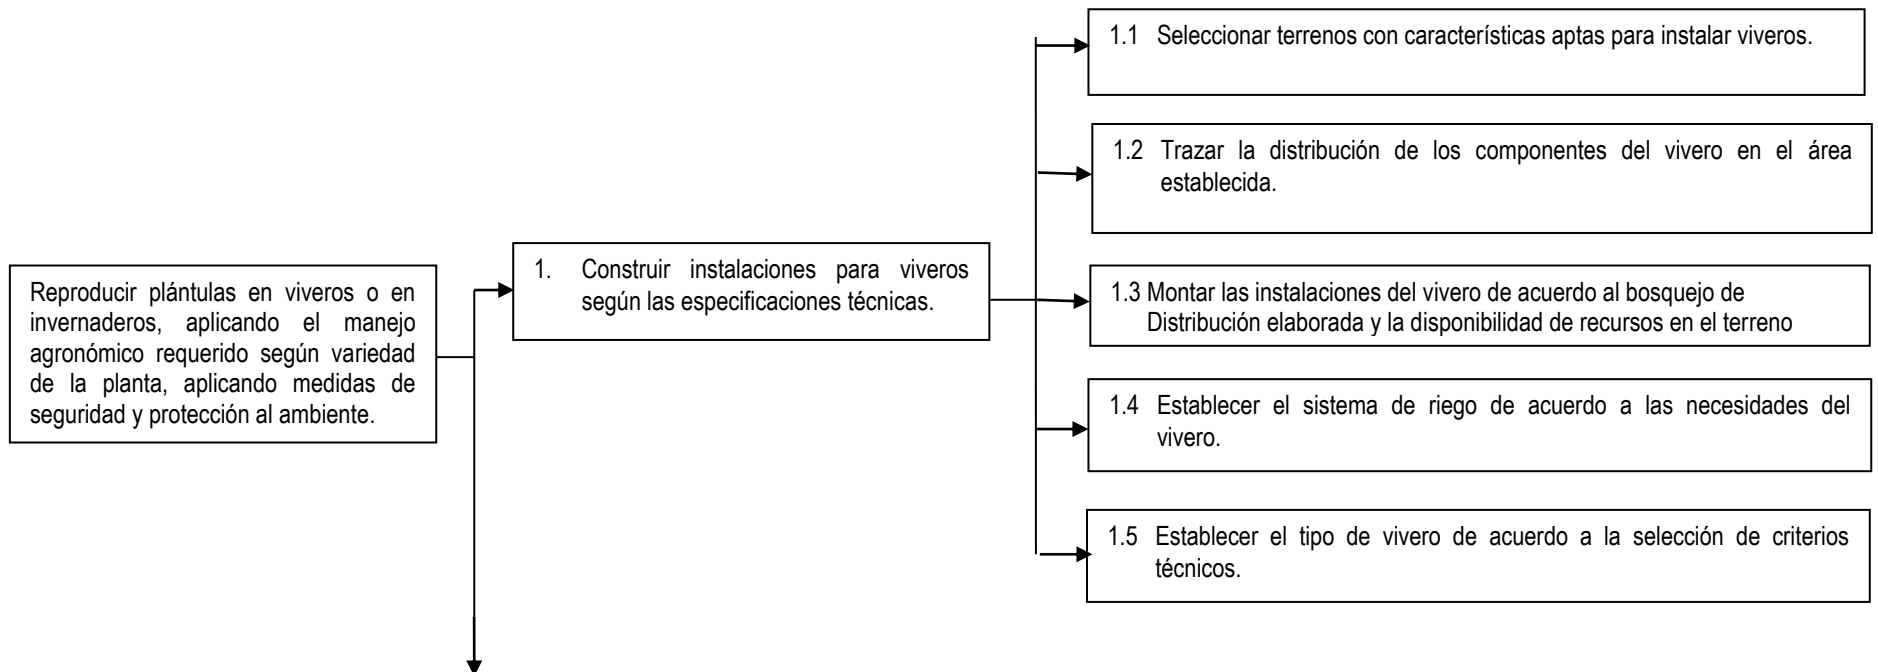 Reproducir plántulas en viveros o en
invernaderos, aplicando el manejo
agronómico requerido según variedad
de la planta, aplicando medidas de
seguridad y protección al ambiente.
1. Construir instalaciones para viveros
según las especificaciones técnicas.
1.1 Seleccionar terrenos con características aptas para instalar viveros.
1.2 Trazar la distribución de los componentes del vivero en el área
establecida.
1.3 Montar las instalaciones del vivero de acuerdo al bosquejo de
Distribución elaborada y la disponibilidad de recursos en el terreno
1.4 Establecer el sistema de riego de acuerdo a las necesidades del
vivero.
1.5 Establecer el tipo de vivero de acuerdo a la selección de criterios
técnicos.